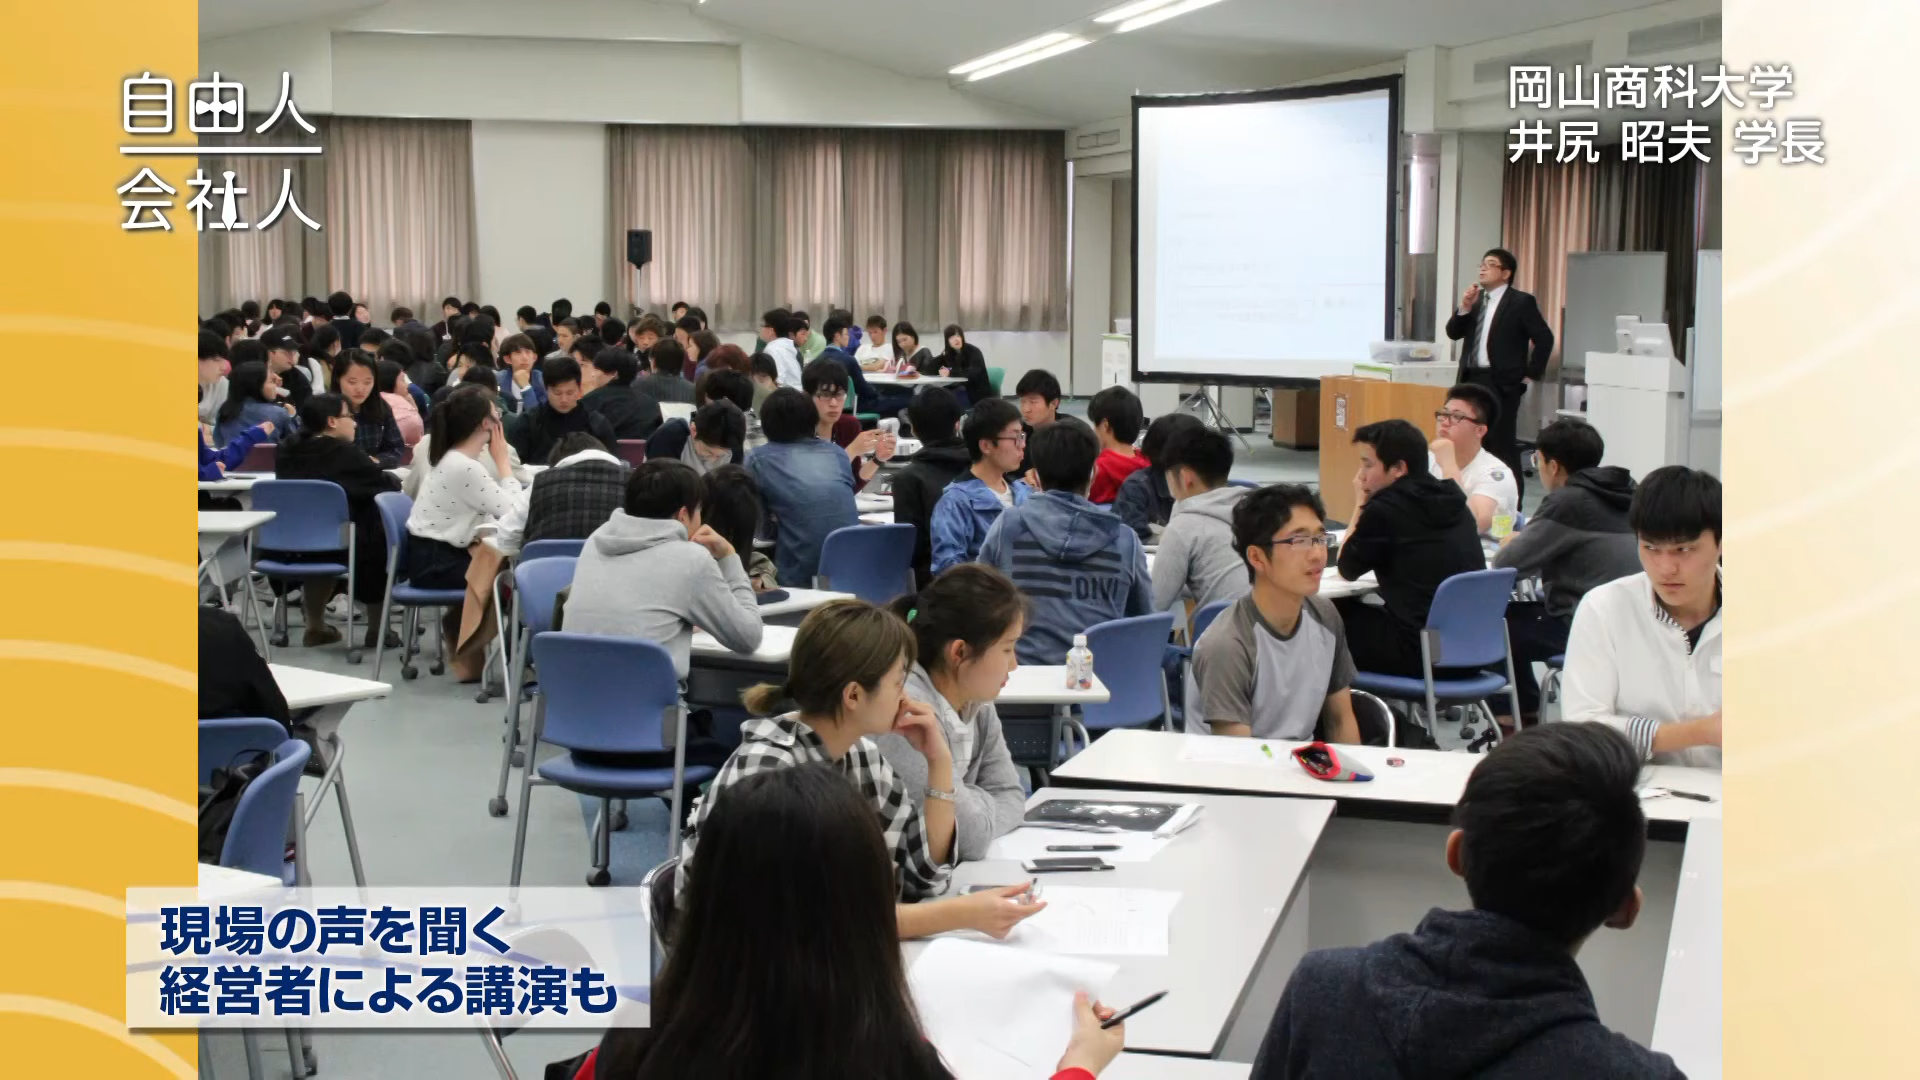 自由人
会社人
岡山商科大学
井尻 昭夫 学長
DIVI
現場の声を聞く
経営者による講演も